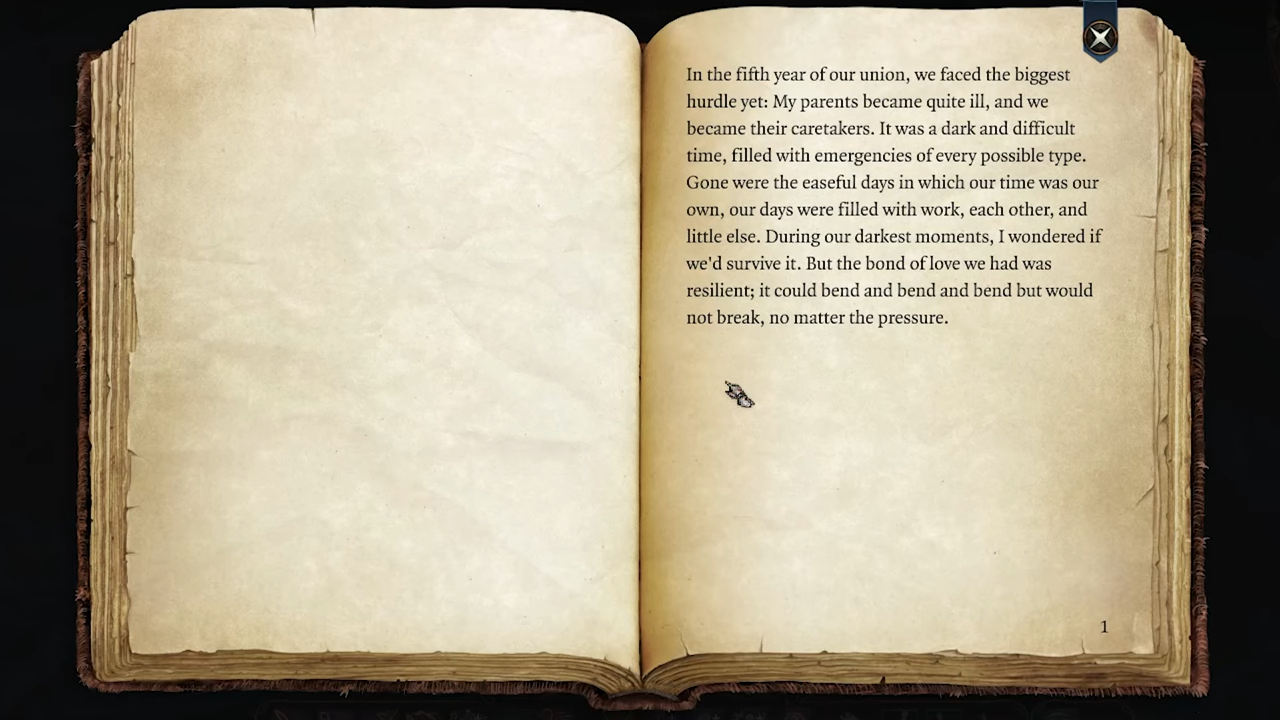 In the fifth year of our union, we faced the biggest
hurdle yet: My parents became quite ill, and we
became their caretakers. It was a dark and difficult
time, filled with emergencies of every possible type.
Gone were the easeful days in which our time was our
own, our days were filled with work, each other, and
little else. During our darkest moments, I wondered if
we'd survive it. But the bond of love we had was
resilient; it could bend and bend and bend but would
not break, no matter the pressure.
1